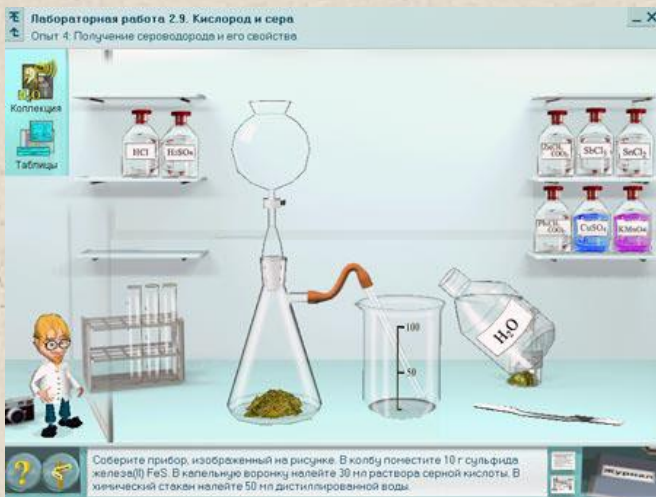 Лабораторная работа 2.9. Кислород и сера
Опыт 4: Получение сероводорода и его свойства
Коллекция
Таблицы
HCl
H₂SO₄
SbCl₃
SnCl₂
CuSO₄
KMnO₄
100
50
H₂O
Соберите прибор, изображенный на рисунке. В колбу поместите 10 г сульфида
железа(II) FeS. В капельную воронку налейте 30 мл раствора серной кислоты. В
химический стакан налейте 50 мл дистиллированной воды.
Журнал